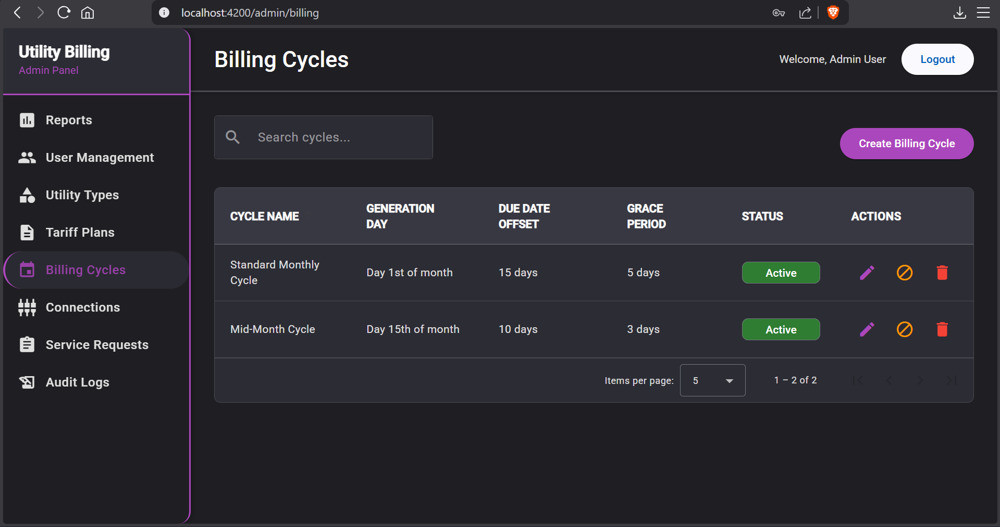 localhost:4200/admin/billing
Utility Billing
Admin Panel
Reports
User Management
Utility Types
Tariff Plans
Billing Cycles
Connections
Service Requests
Audit Logs
Billing Cycles
Welcome, Admin User
Logout
Search cycles...
Create Billing Cycle
CYCLE NAME
GENERATION
DAY
DUE DATE
OFFSET
GRACE
PERIOD
STATUS
ACTIONS
Standard Monthly
Cycle
Day 1st of month
15 days
5 days
Active
Mid-Month Cycle
Day 15th of month
10 days
3 days
Active
Items per page:
5
1 – 2 of 2